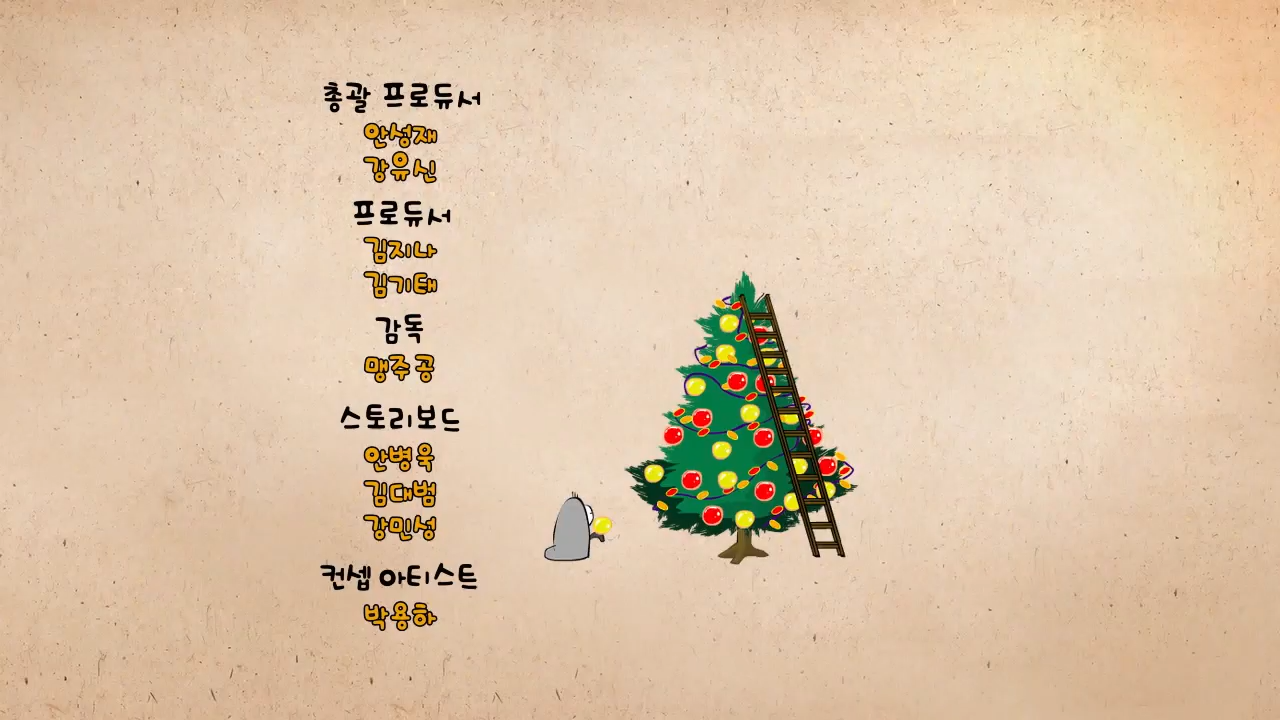 총괄 프로듀서
안성재
강유신
프로듀서
김지나
김기태
감독
맹주공
스토리보드
안병욱
김대범
강민성
컨셉 아티스트
박용하